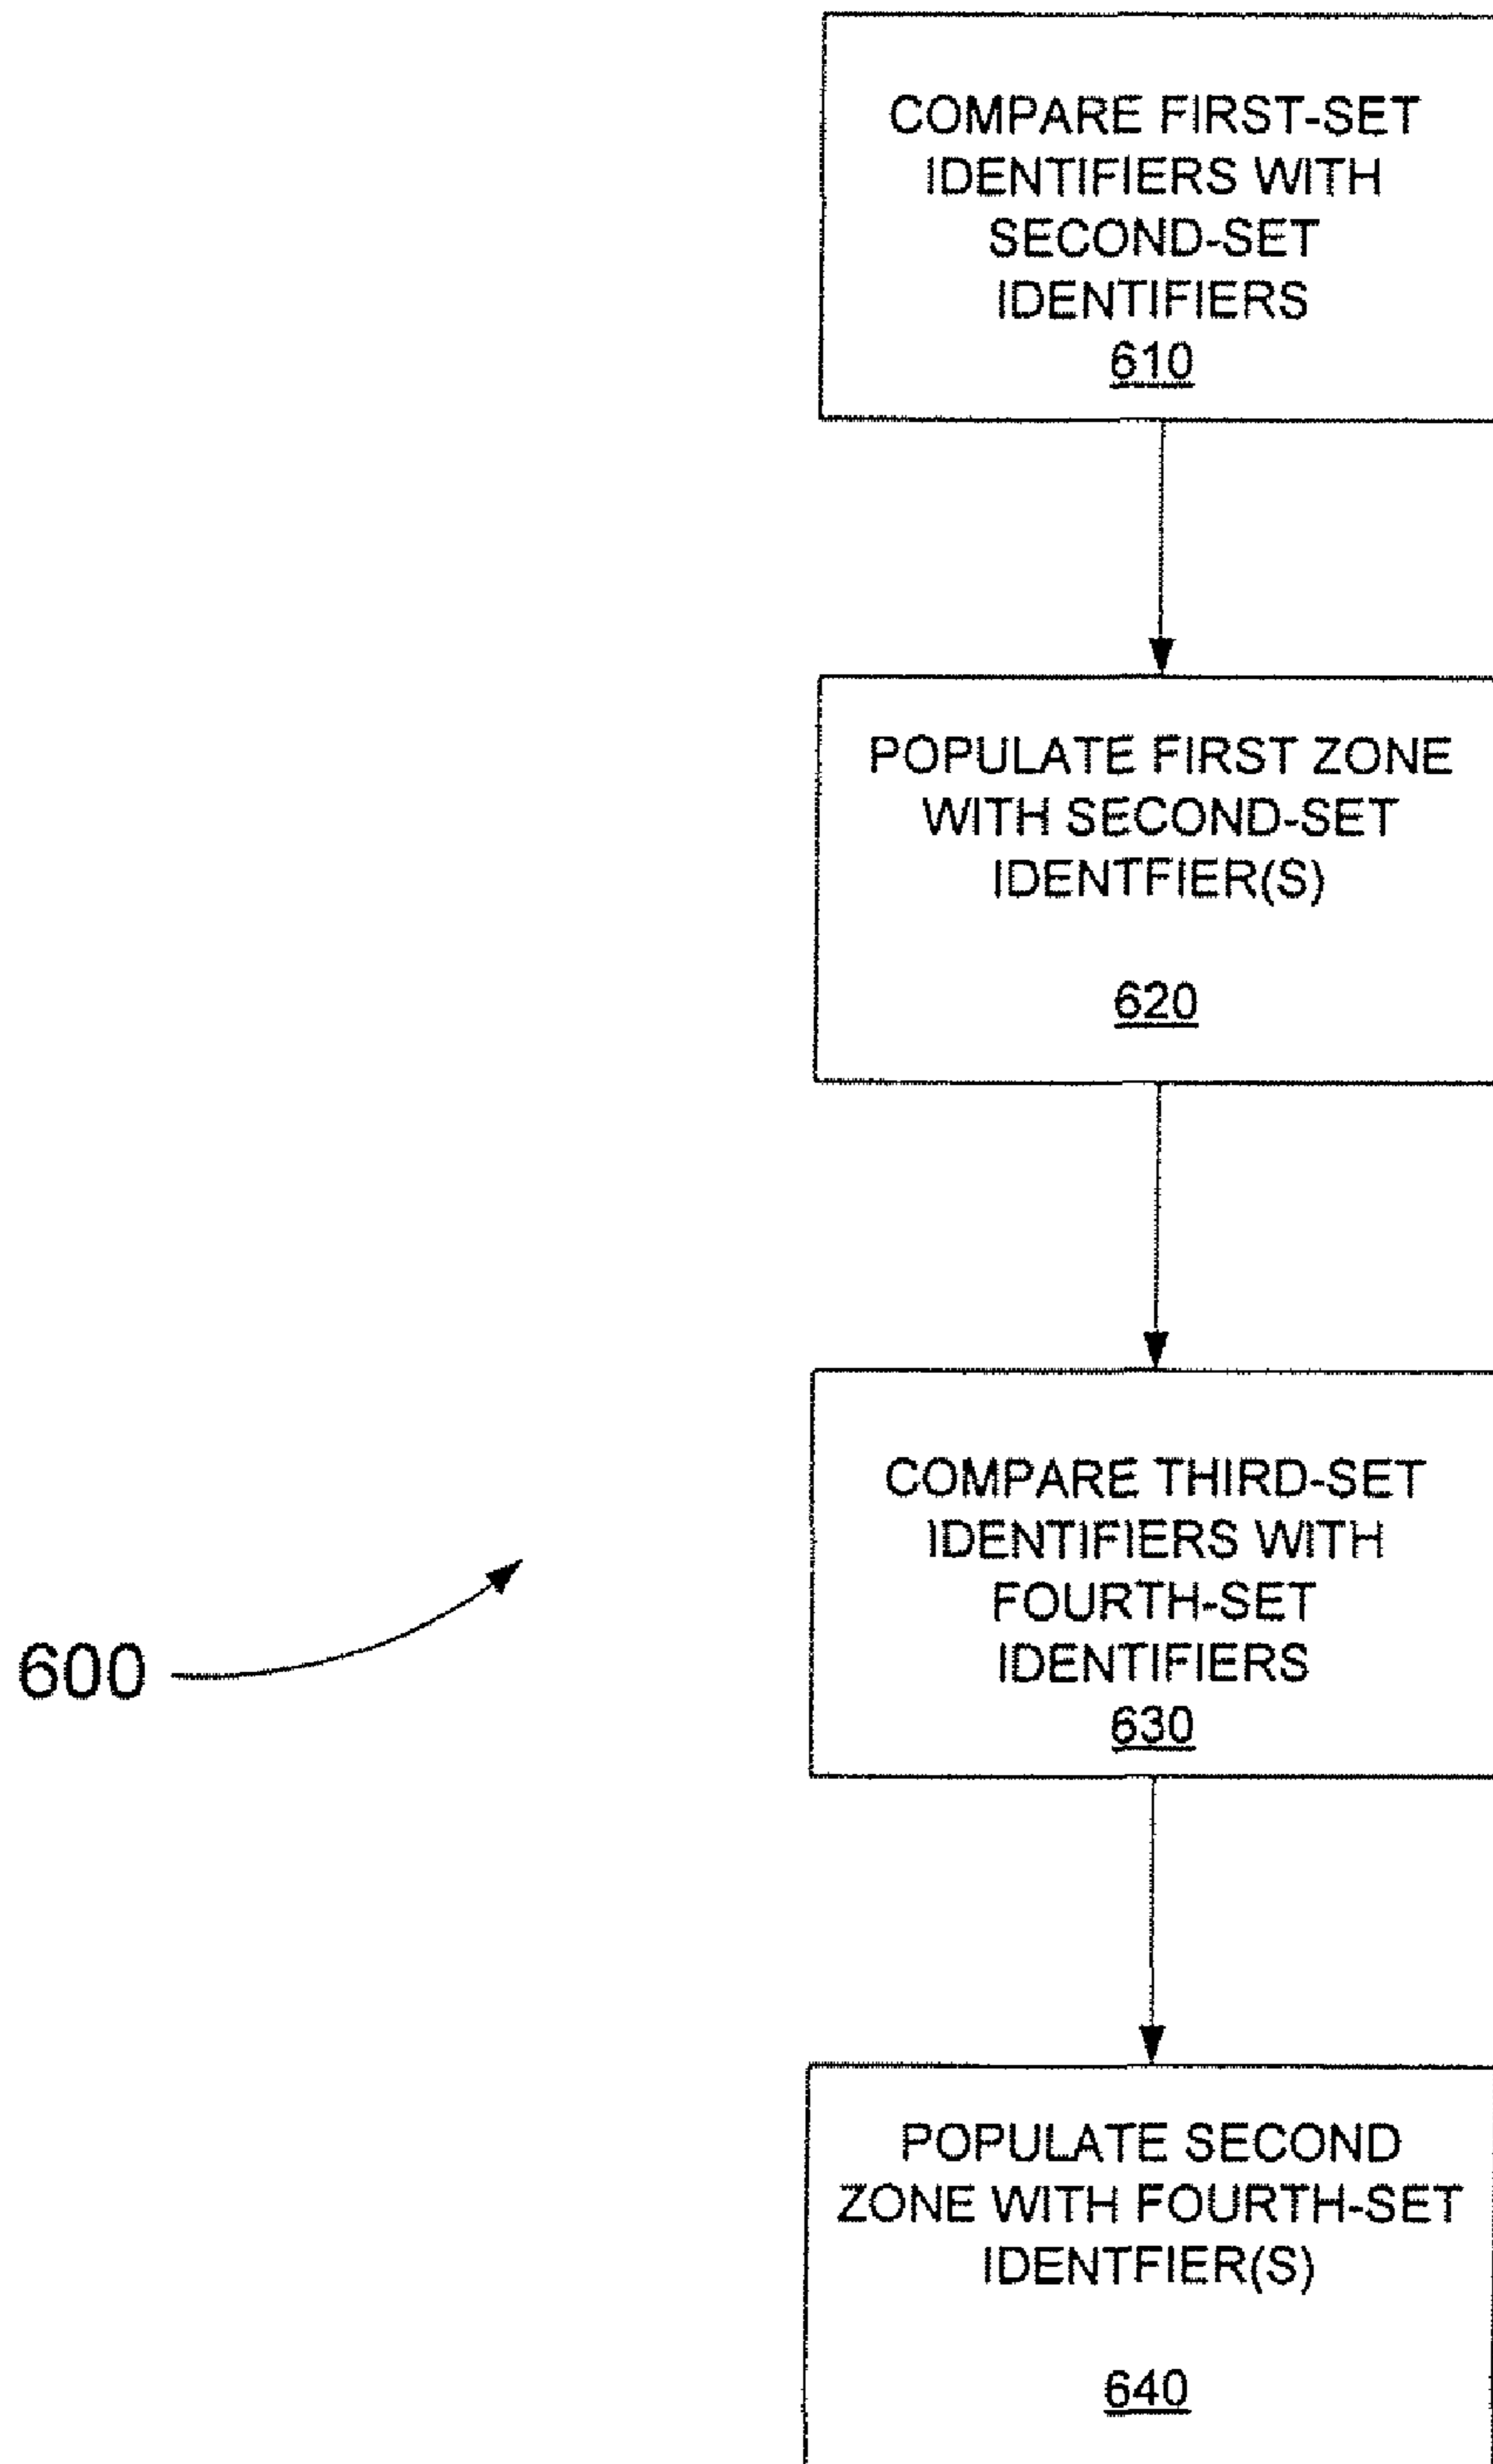 COMPARE FIRST-SET
IDENTIFIERS WITH
SECOND-SET
IDENTIFIERS
610
POPULATE FIRST ZONE
WITH SECOND-SET
IDENTFIER(S)
620
COMPARE THIRD-SET
IDENTIFIERS WITH
FOURTH-SET
IDENTIFIERS
630
600
POPULATE SECOND
ZONE WITH FOURTH-SET
IDENTFIER(S)
640